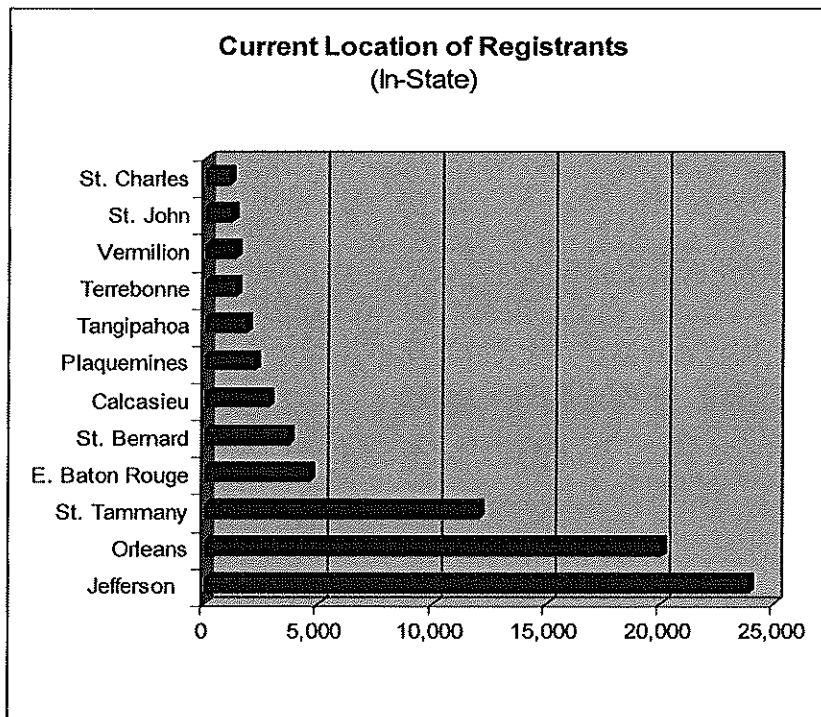 Current Location of Registrants
(In-State)
St. Charles
St. John
Vermilion
Terrebonne
Tangipahoa
Plaquemines
Calcasieu
St. Bernard
E. Baton Rouge
St. Tammany
Orleans
Jefferson
0 5,000 10,000 15,000 20,000 25,000